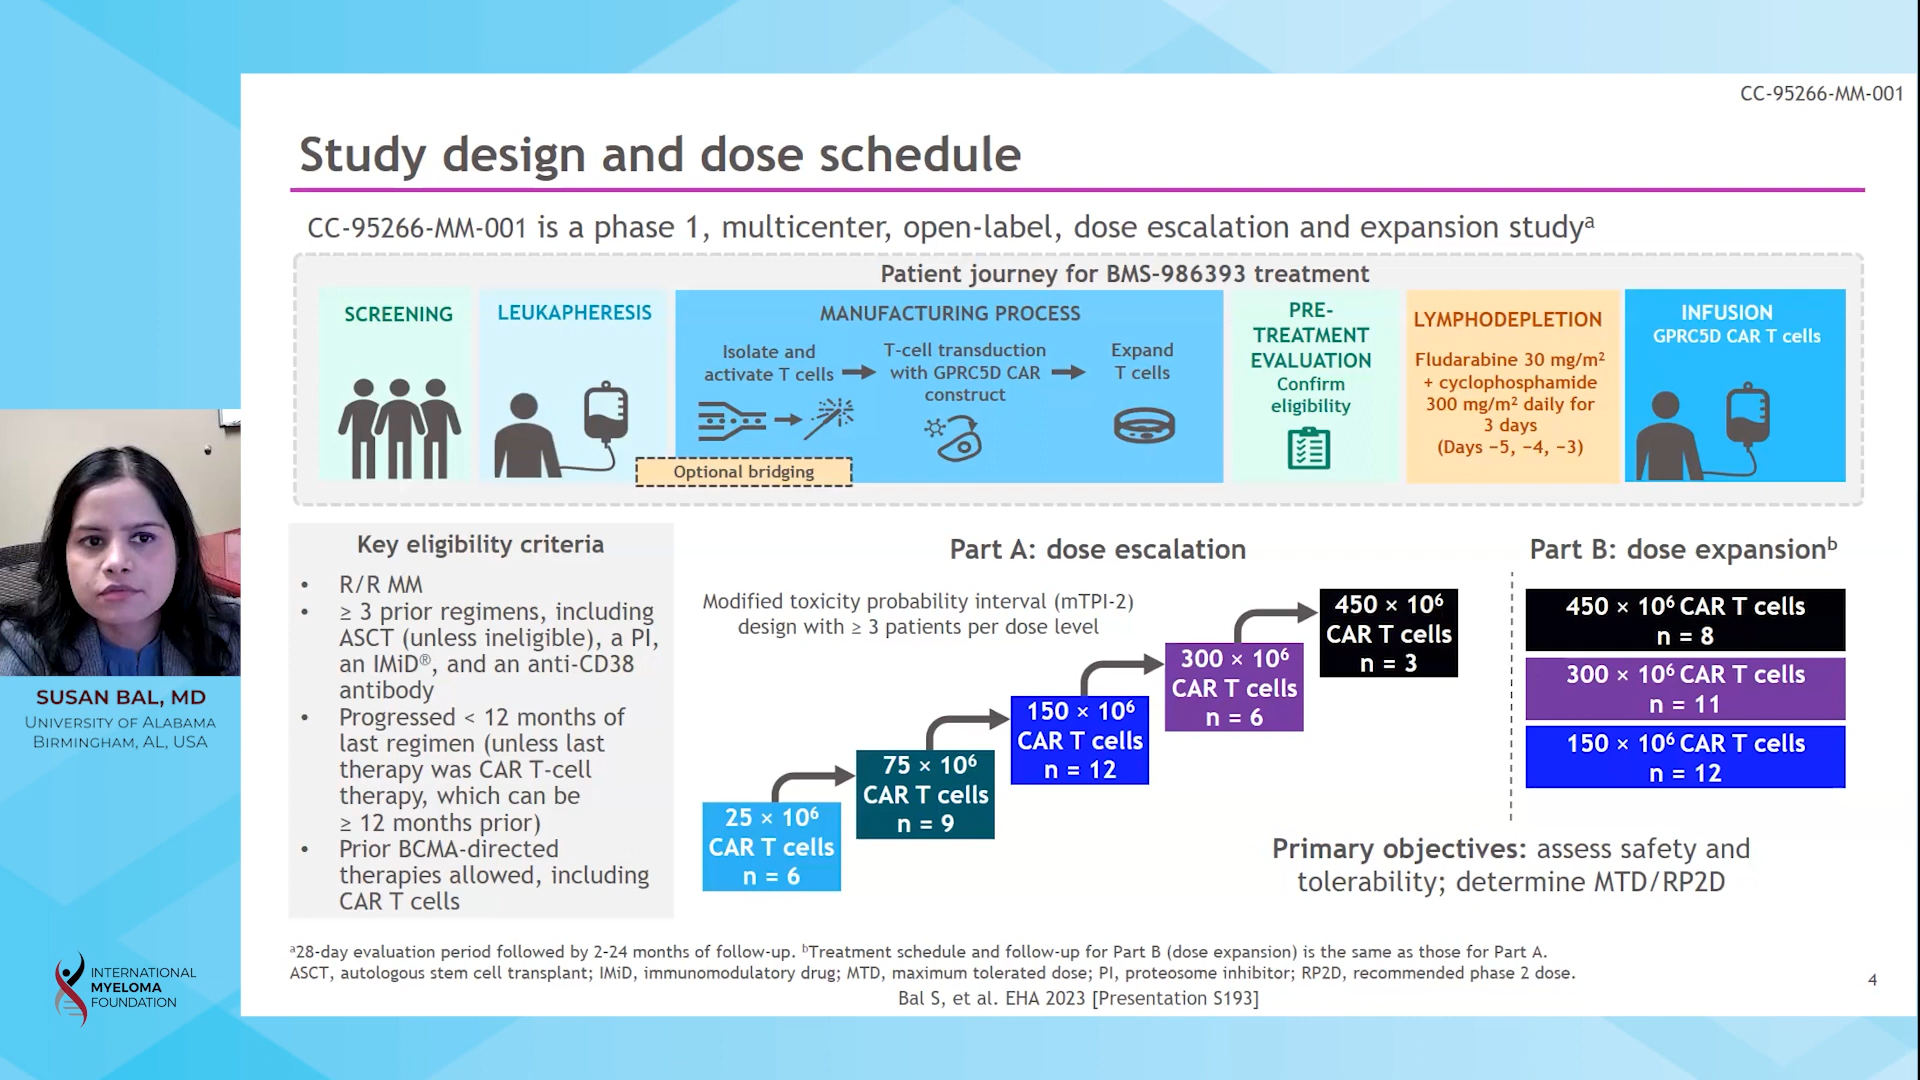 CC-95266-MM-001
Study design and dose schedule
CC-95266-MM-001 is a phase 1, multicenter, open-label, dose escalation and expansion studyᵃ
Patient journey for BMS-986393 treatment
SCREENING
LEUKAPHERESIS
MANUFACTURING PROCESS
Isolate and
activate T cells
T-cell transduction
with GPRC5D CAR
construct
Expand
T cells
Optional bridging
PRE-
TREATMENT
EVALUATION
Confirm
eligibility
LYMPHODEPLETION
Fludarabine 30 mg/m²
+ cyclophosphamide
300 mg/m² daily for
3 days
(Days −5, −4, −3)
INFUSION
GPRC5D CAR T cells
Key eligibility criteria
• R/R MM
• ≥ 3 prior regimens, including
ASCT (unless ineligible), a PI,
an IMiD®, and an anti-CD38
antibody
• Progressed < 12 months of
last regimen (unless last
therapy was CAR T-cell
therapy, which can be
≥ 12 months prior)
• Prior BCMA-directed
therapies allowed, including
CAR T cells
Part A: dose escalation
Modified toxicity probability interval (mTPI-2)
design with ≥ 3 patients per dose level
25 × 10⁶
CAR T cells
n = 6
75 × 10⁶
CAR T cells
n = 9
150 × 10⁶
CAR T cells
n = 12
300 × 10⁶
CAR T cells
n = 6
450 × 10⁶
CAR T cells
n = 3
Part B: dose expansionᵇ
450 × 10⁶ CAR T cells
n = 8
300 × 10⁶ CAR T cells
n = 11
150 × 10⁶ CAR T cells
n = 12
Primary objectives: assess safety and
tolerability; determine MTD/RP2D
ᵃ28-day evaluation period followed by 2-24 months of follow-up. ᵇTreatment schedule and follow-up for Part B (dose expansion) is the same as those for Part A.
ASCT, autologous stem cell transplant; IMiD, immunomodulatory drug; MTD, maximum tolerated dose; PI, proteosome inhibitor; RP2D, recommended phase 2 dose.
Bal S, et al. EHA 2023 [Presentation S193]
4
SUSAN BAL, MD
UNIVERSITY OF ALABAMA
BIRMINGHAM, AL, USA
INTERNATIONAL
MYELOMA
FOUNDATION